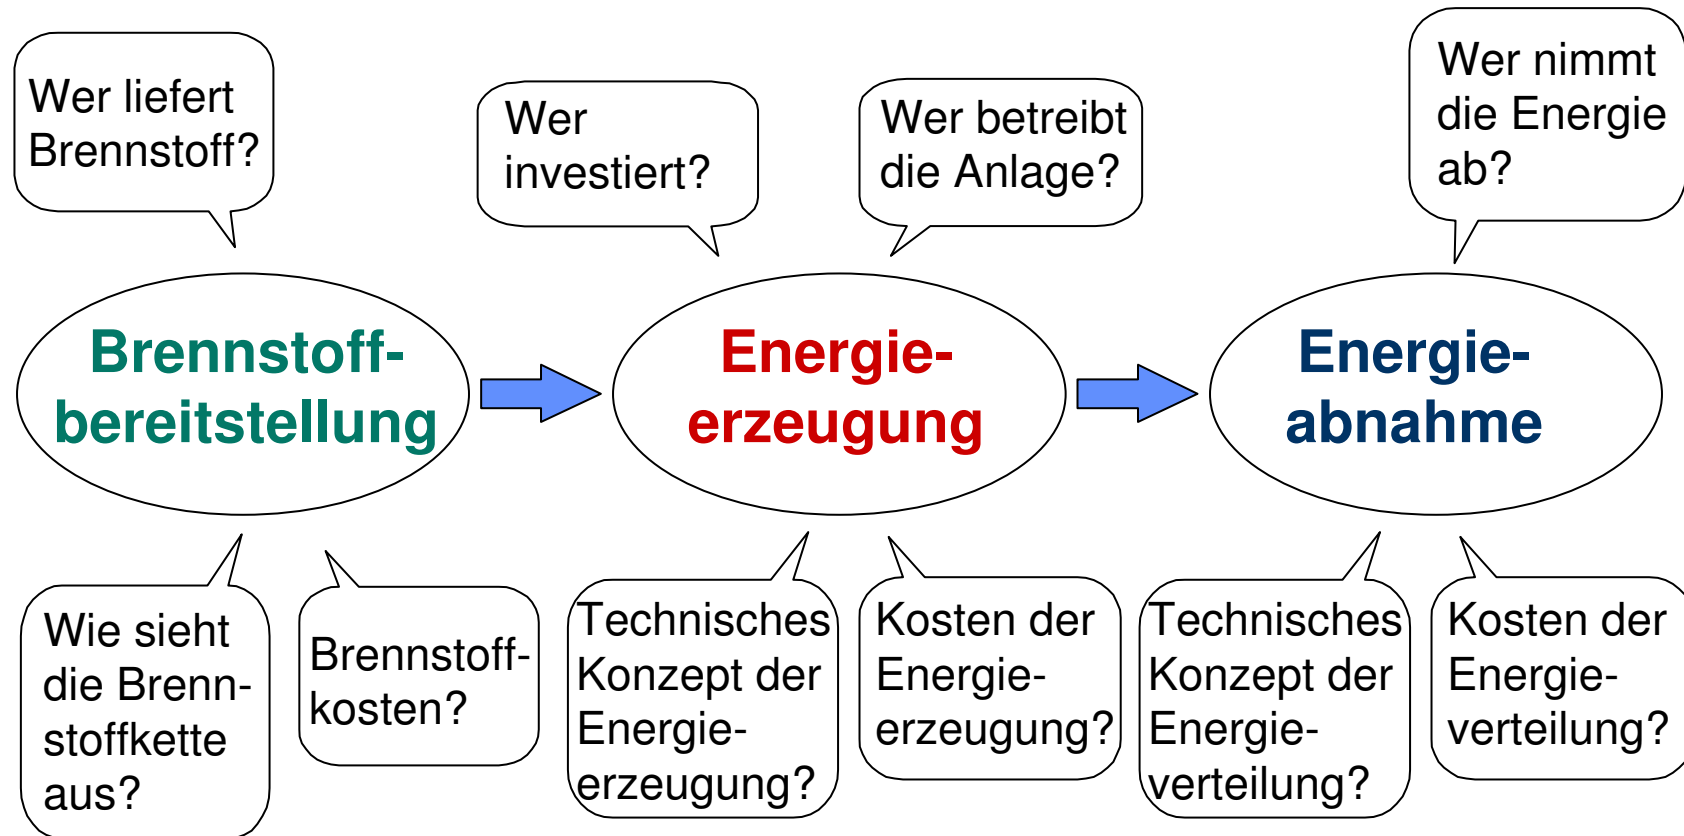 Wer liefert
Brennstoff?
Wer
investiert?
Wer betreibt
die Anlage?
Wer nimmt
die Energie
ab?
Brennstoff-
bereitstellung
Energie-
erzeugung
Energie-
abnahme
Wie sieht
die Brenn-
stoffkette
aus?
Brennstoff-
kosten?
Technisches
Konzept der
Energie-
erzeugung?
Kosten der
Energie-
erzeugung?
Technisches
Konzept der
Energie-
verteilung?
Kosten der
Energie-
verteilung?